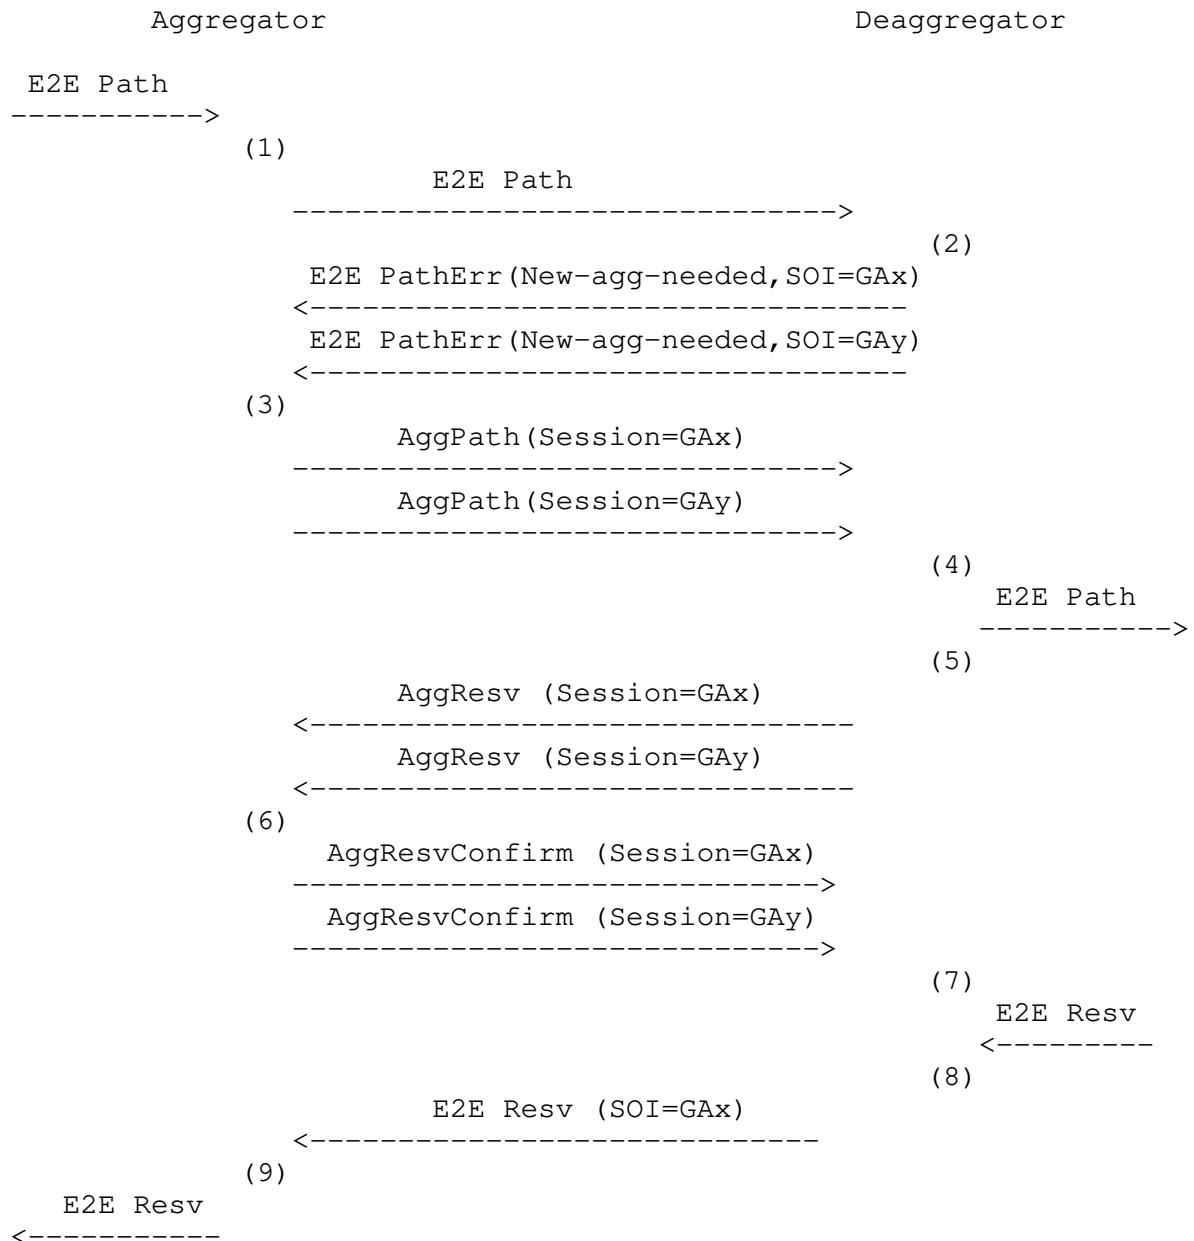 Aggregator Deaggregator
E2E Path
----------->
(1)
E2E Path
------------------------------->
(2)
E2E PathErr(New-agg-needed,SOI=GAx)
<----------------------------------
E2E PathErr(New-agg-needed,SOI=GAy)
<----------------------------------
(3)
AggPath(Session=GAx)
------------------------------->
AggPath(Session=GAy)
------------------------------->
(4)
E2E Path
----------->
(5)
AggResv (Session=GAx)
<-------------------------------
AggResv (Session=GAy)
<-------------------------------
(6)
AggResvConfirm (Session=GAx)
------------------------------>
AggResvConfirm (Session=GAy)
------------------------------>
(7)
E2E Resv
<---------
(8)
E2E Resv (SOI=GAx)
<-----------------------------
(9)
E2E Resv
<-----------